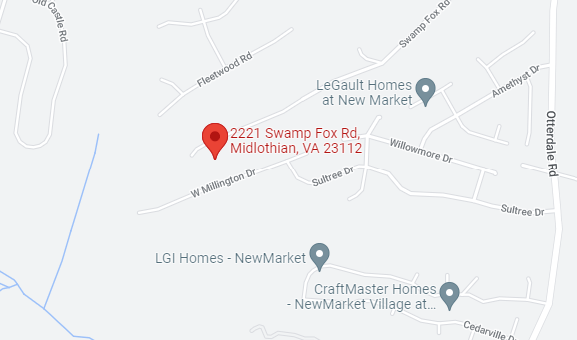 Old Castle Rd
Swamp Fox Rd
Fleetwood Rd
LeGault Homes
at New Market
Amethyst Dr
Otterdale Rd
2221 Swamp Fox Rd,
Midlothian, VA 23112
Willowmore Dr
W Millington Dr
Sultree Dr
Sultree Dr
LGI Homes - NewMarket
CraftMaster Homes
- NewMarket Village at...
Cedarville Dr